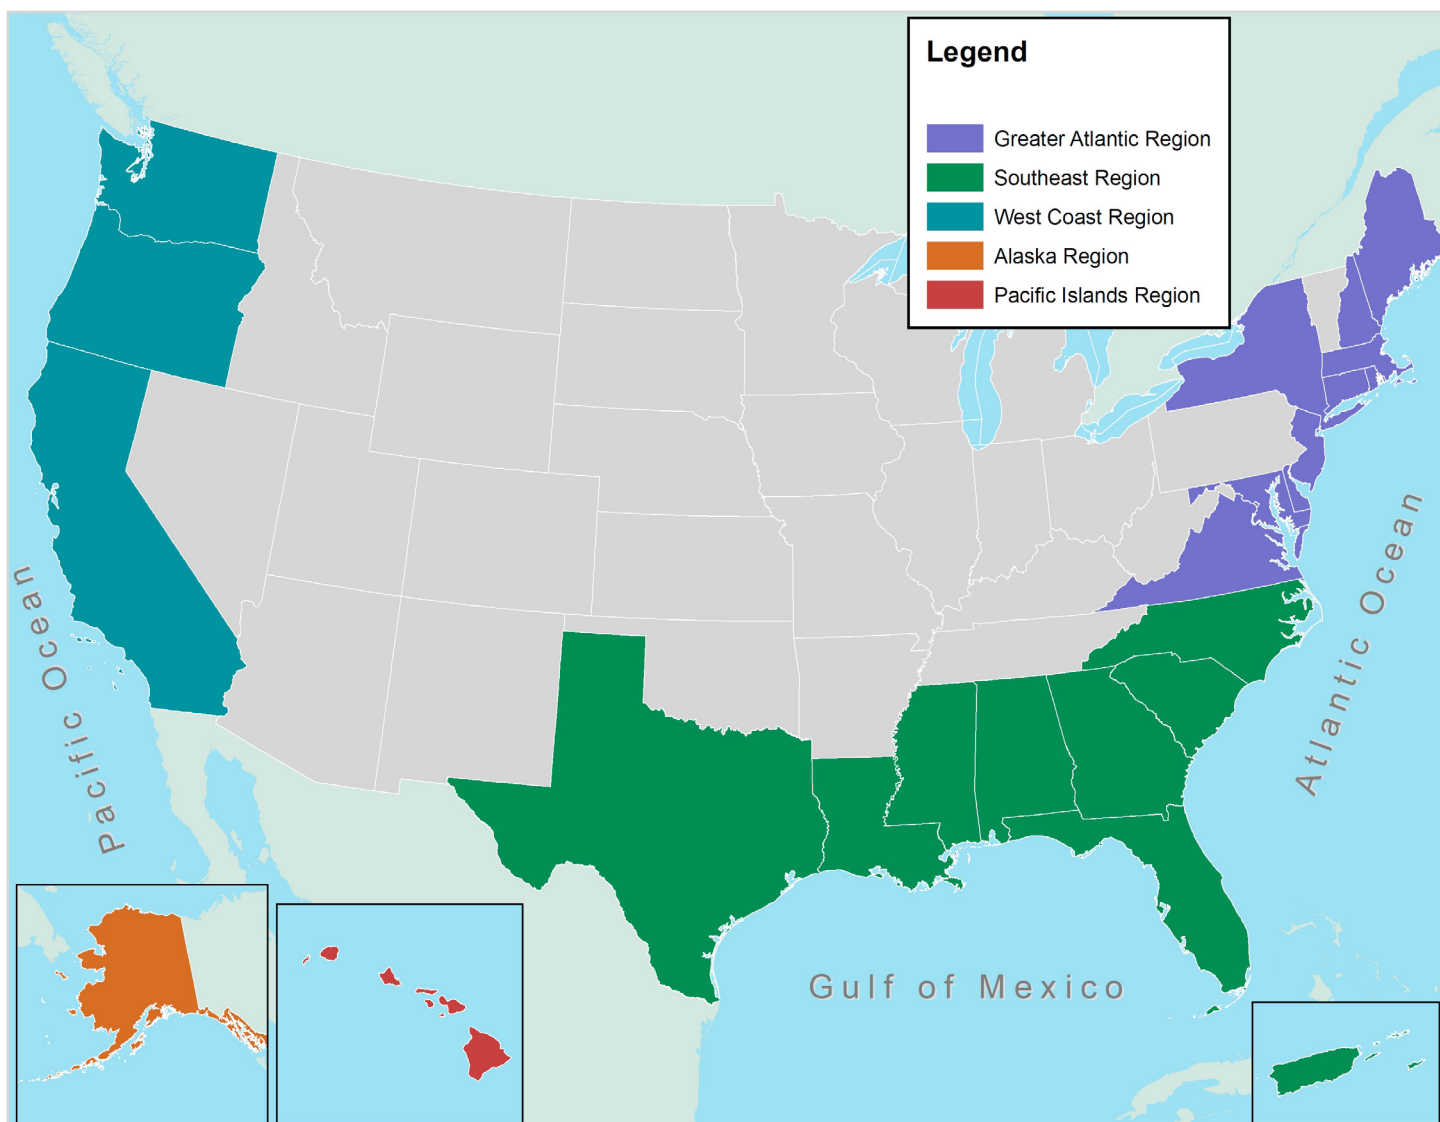 Legend
Greater Atlantic Region
Southeast Region
West Coast Region
Alaska Region
Pacific Islands Region
Pacific Ocean
Atlantic Ocean
Gulf of Mexico